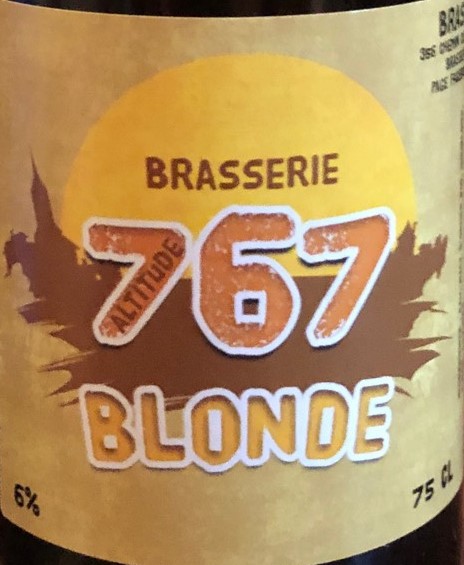 BRASSERIE
767
ALTITUDE
BLONDE
6%
75 CL